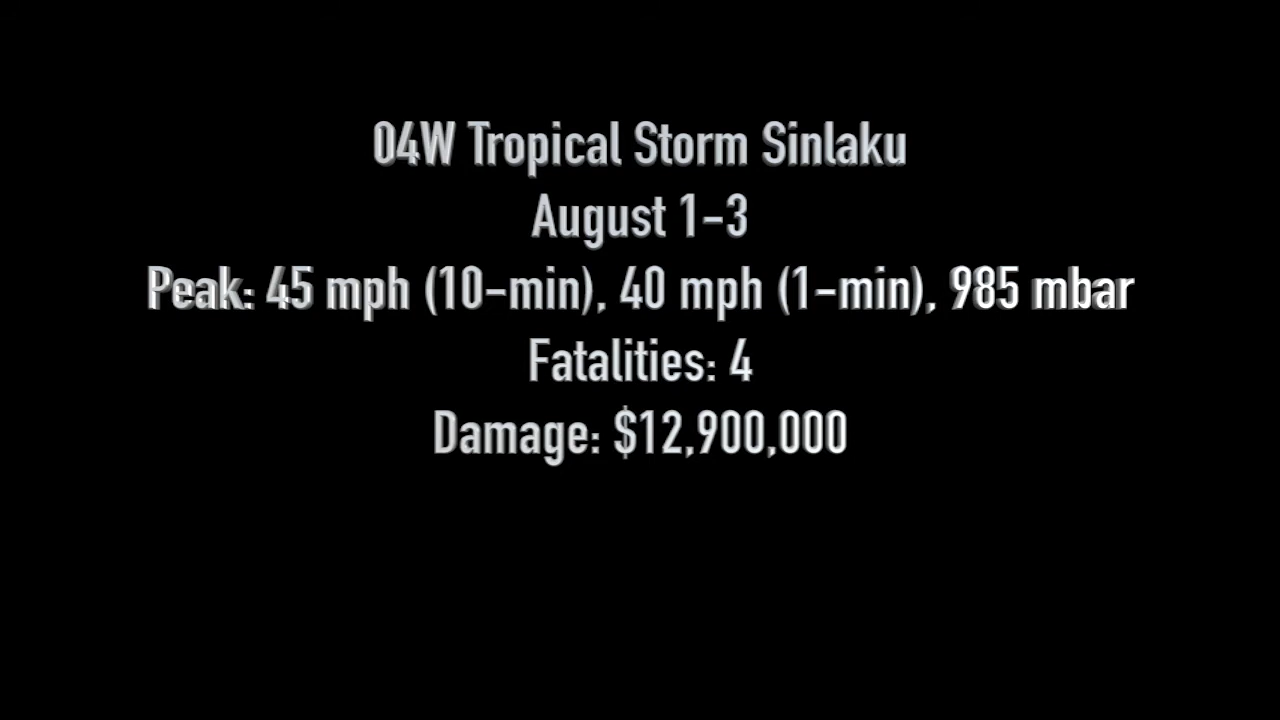 04W Tropical Storm Sinlaku
August 1-3
Peak: 45 mph (10-min), 40 mph (1-min), 985 mbar
Fatalities: 4
Damage: $12,900,000